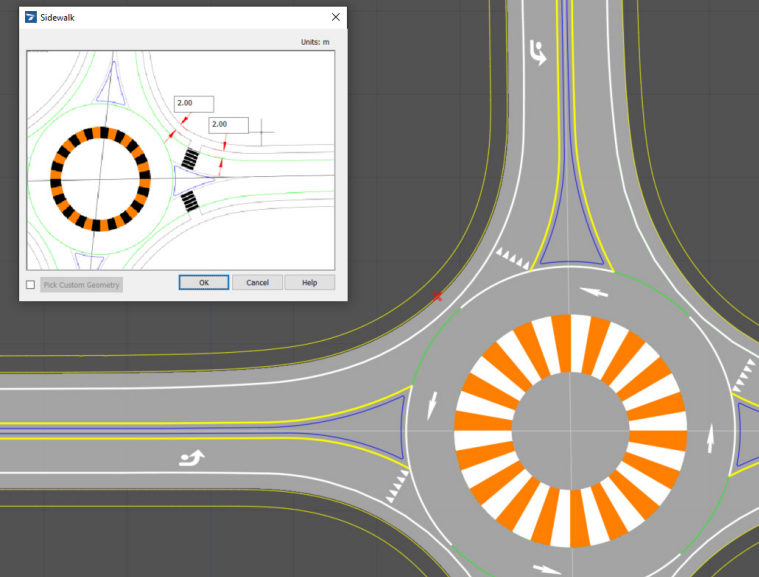 Sidewalk
Units: m
2.00
2.00
Pick Custom Geometry
OK
Cancel
Help